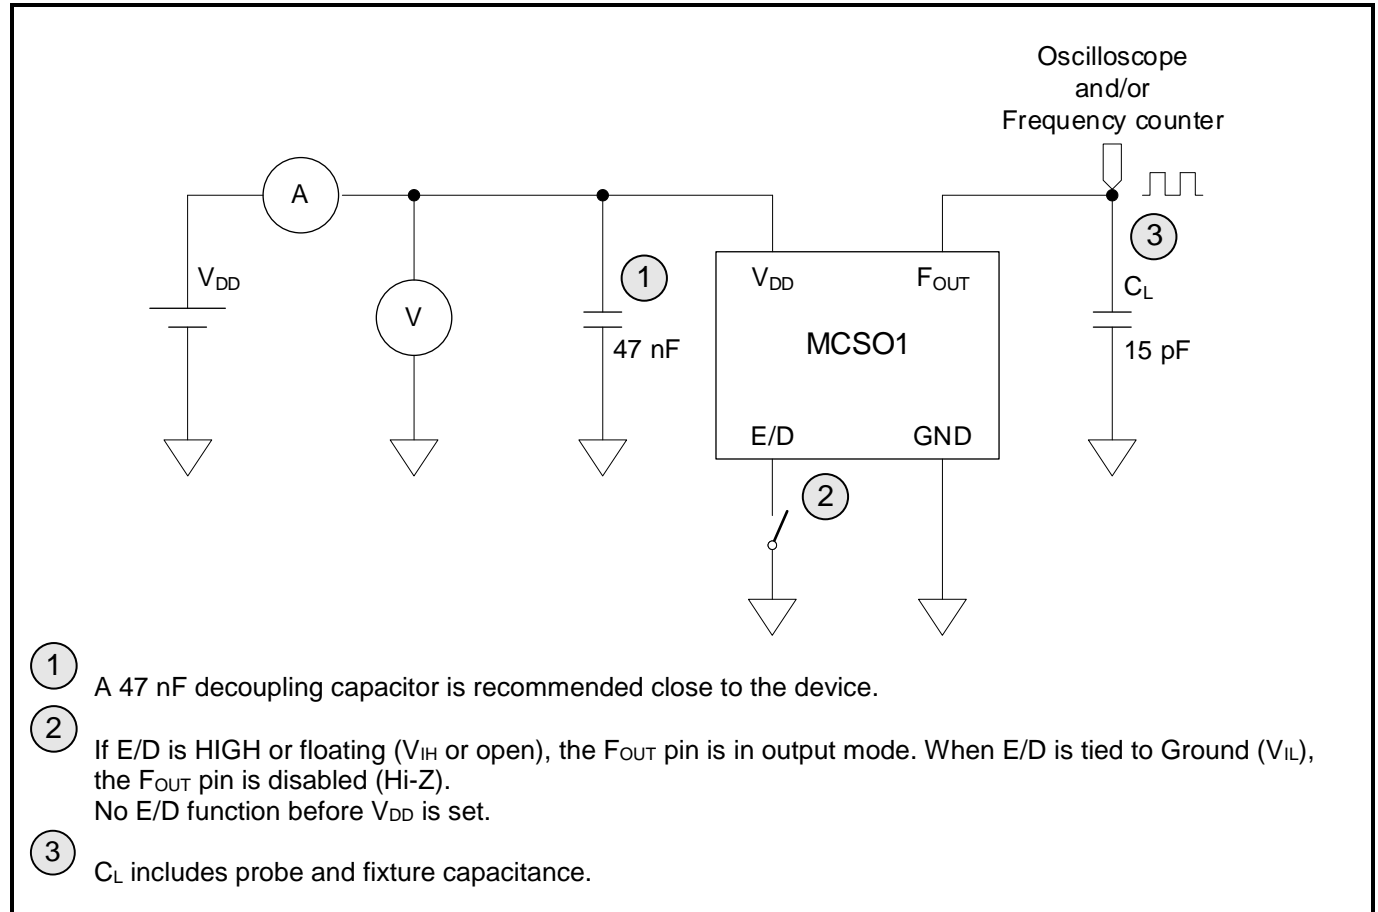 Oscilloscope
and/or
Frequency counter
A
3
VDD
1
VDD
FOUT
CL
V
MCSO1
47 nF
15 pF
E/D
GND
2
1
A 47 nF decoupling capacitor is recommended close to the device.
2
If E/D is HIGH or floating (VIH or open), the FOUT pin is in output mode. When E/D is tied to Ground (VIL),
the FOUT pin is disabled (Hi-Z).
No E/D function before VDD is set.
3
CL includes probe and fixture capacitance.